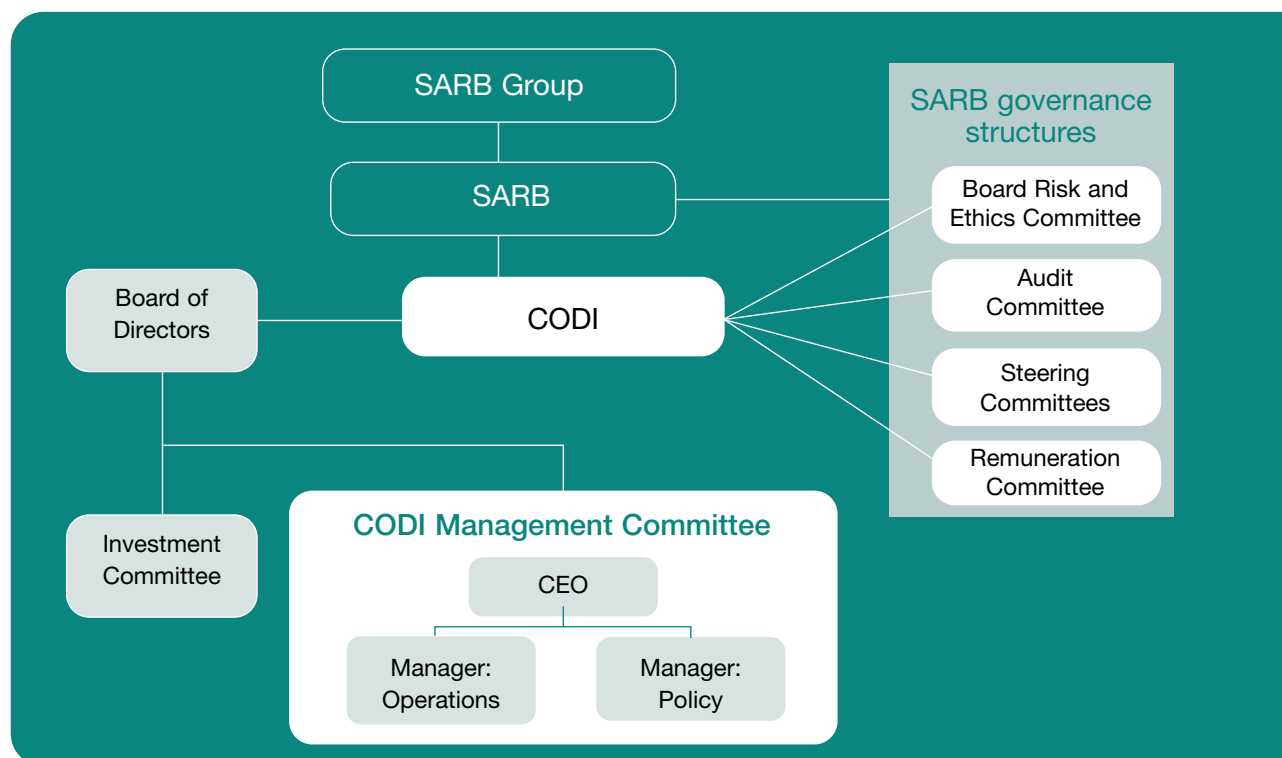 SARB Group
SARB governance
structures
SARB
Board Risk and
Ethics Committee
Audit
Committee
Board of
Directors
CODI
Steering
Committees
Remuneration
Committee
Investment
Committee
CODI Management Committee
CEO
Manager:
Operations
Manager:
Policy